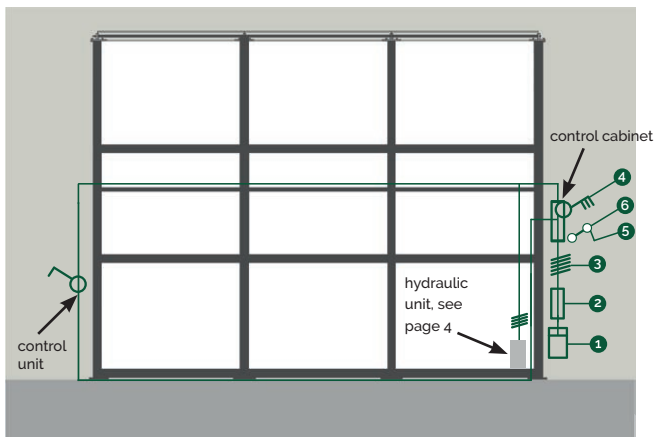 control cabinet
4
6
5
3
2
1
hydraulic
unit, see
page 4
control
unit